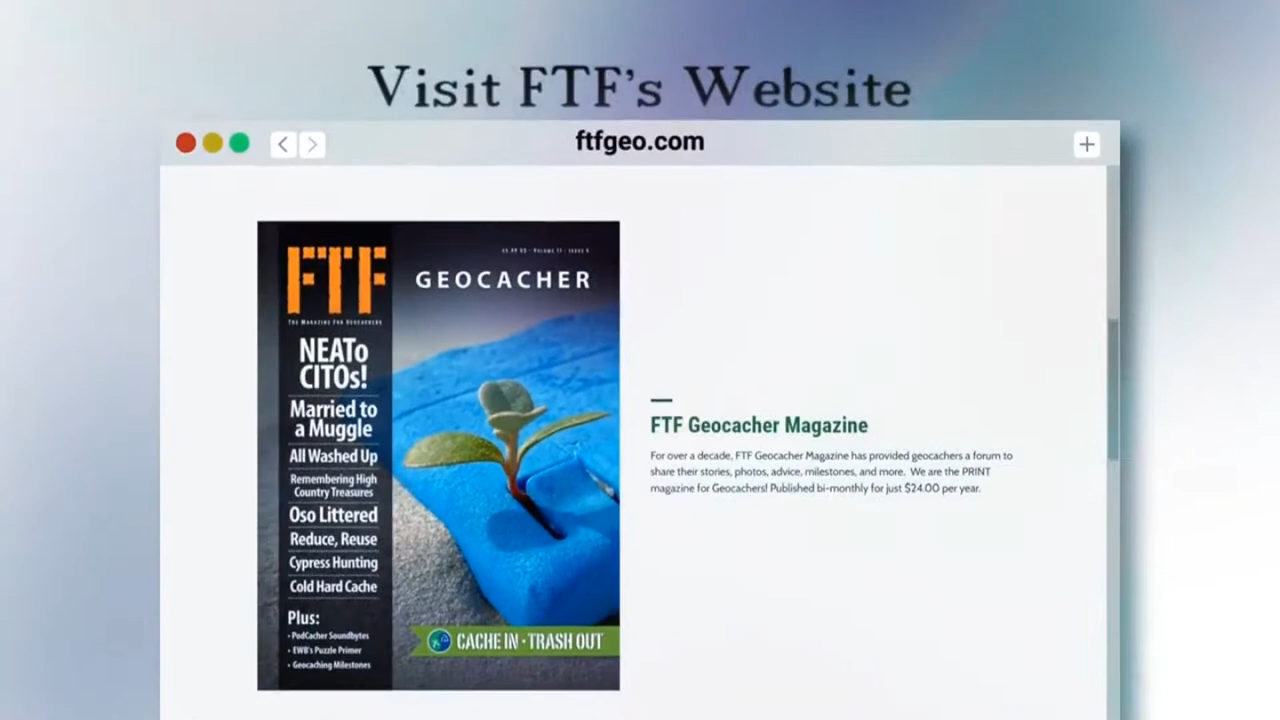 Visit FTF's Website
ftfgeo.com
FTF
THE MAGAZINE FOR GEOCACHERS
GEOCACHER
NEATo
CITOs!
Married to
a Muggle
All Washed Up
Remembering High
Country Treasures
Oso Littered
Reduce, Reuse
Cypress Hunting
Cold Hard Cache
Plus:
• PodCacher Soundbytes
• EWB's Puzzle Primer
• Geocaching Milestones
CACHE IN • TRASH OUT
FTF Geocacher Magazine
For over a decade, FTF Geocacher Magazine has provided geocachers a forum to
share their stories, photos, advice, milestones, and more. We are the PRINT
magazine for Geocachers! Published bi-monthly for just $24.00 per year.